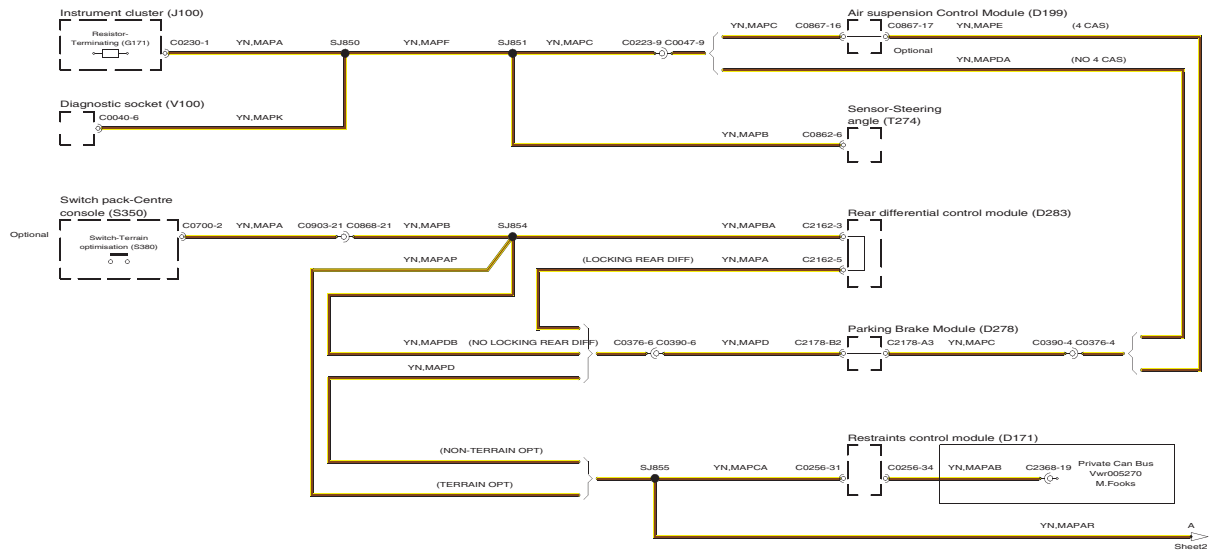 Instrument cluster (J100)
Resistor-
Terminating (G171)
C0230-1
YN,MAPA
SJ850
YN,MAPF
SJ851
YN,MAPC
C0223-9 C0047-9
YN,MAPC
C0867-16
Air suspension Control Module (D199)
C0867-17
YN,MAPE
(4 CAS)
Optional
YN,MAPDA
(NO 4 CAS)
Diagnostic socket (V100)
C0040-6
YN,MAPK
Sensor-Steering
angle (T274)
YN,MAPB
C0862-6
Switch pack-Centre
console (S350)
Optional
Switch-Terrain
optimisation (S380)
C0700-2
YN,MAPA
C0903-21 C0868-21
YN,MAPB
SJ854
YN,MAPBA
C2162-3
Rear differential control module (D283)
YN,MAPAP
(LOCKING REAR DIFF)
YN,MAPA
C2162-5
YN,MAPDB
(NO LOCKING REAR DIFF)
C0376-6 C0390-6
YN,MAPD
C2178-B2
Parking Brake Module (D278)
C2178-A3
YN,MAPC
C0390-4 C0376-4
YN,MAPD
(NON-TERRAIN OPT)
(TERRAIN OPT)
SJ855
YN,MAPCA
C0256-31
Restraints control module (D171)
C0256-34
YN,MAPAB
C2368-19
Private Can Bus
Vwr005270
M.Fooks
YN,MAPAR
A
Sheet2